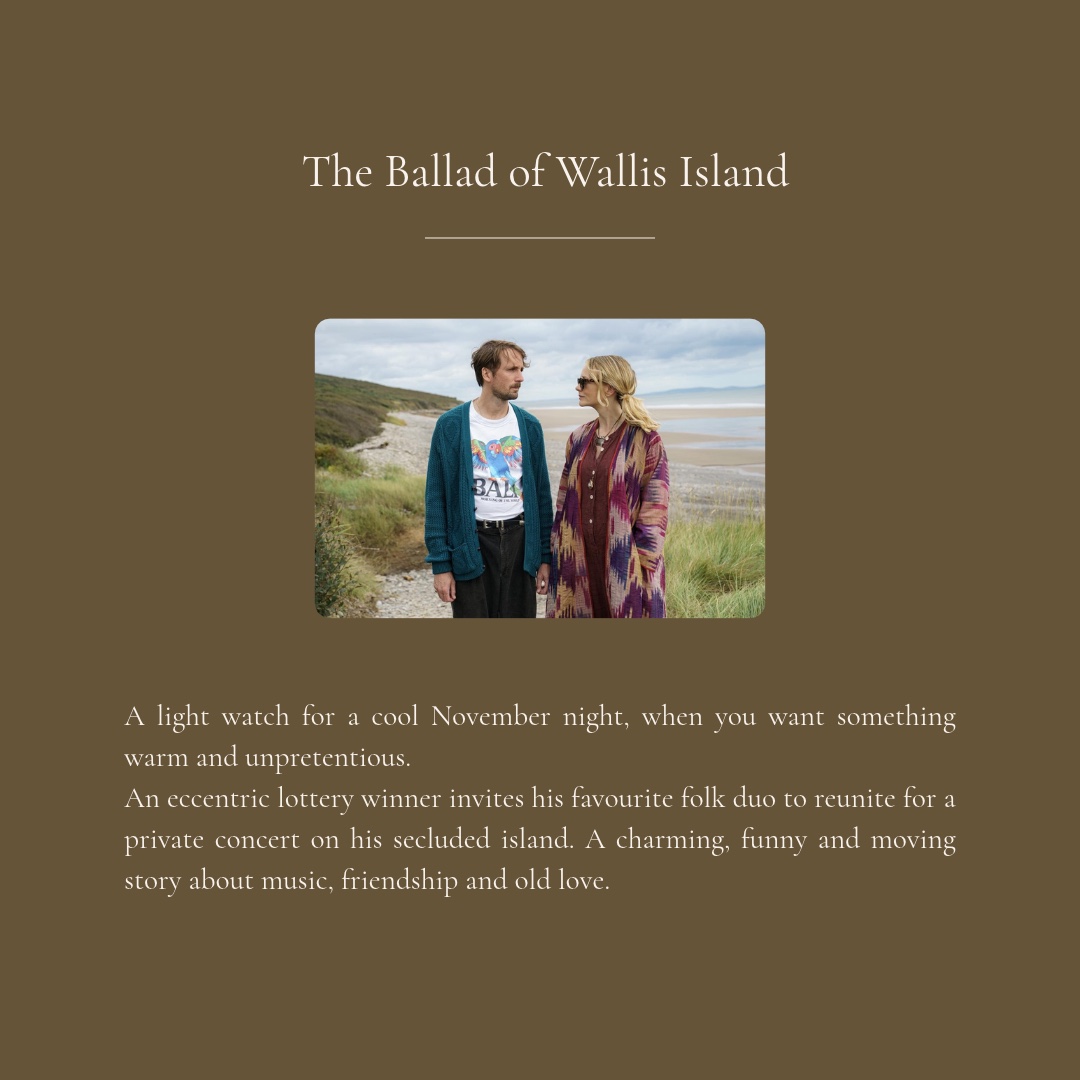 The Ballad of Wallis Island
BALI
A light watch for a cool November night, when you want something
warm and unpretentious.
An eccentric lottery winner invites his favourite folk duo to reunite for a
private concert on his secluded island. A charming, funny and moving
story about music, friendship and old love.